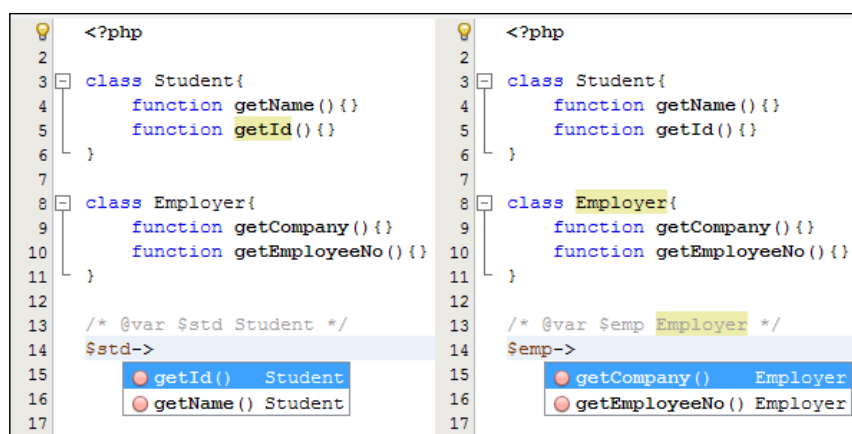 <?php
2
3 class Student{
4 function getName(){}
5 function getId(){}
6 }
7
8 class Employer{
9 function getCompany(){}
10 function getEmployeeNo(){}
11 }
12
13 /* @var $std Student */
14 $std->
15 getId() Student
16 getName() Student
17
<?php
2
3 class Student{
4 function getName(){}
5 function getId(){}
6 }
7
8 class Employer{
9 function getCompany(){}
10 function getEmployeeNo(){}
11 }
12
13 /* @var $emp Employer */
14 $emp->
15 getCompany() Employer
16 getEmployeeNo() Employer
17